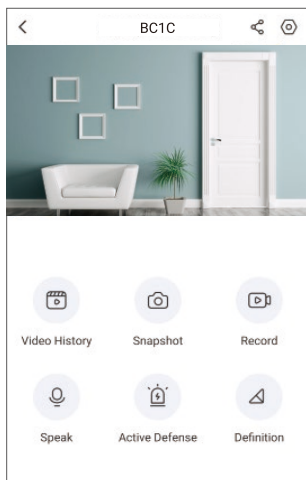 BC1C
Video History
Snapshot
Record
Speak
Active Defense
Definition